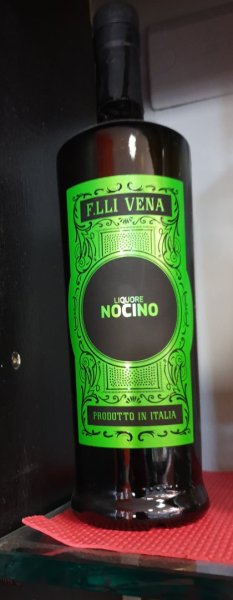 F.LLI VENA
LIQUORE
NOCINO
PRODOTTO IN ITALIA